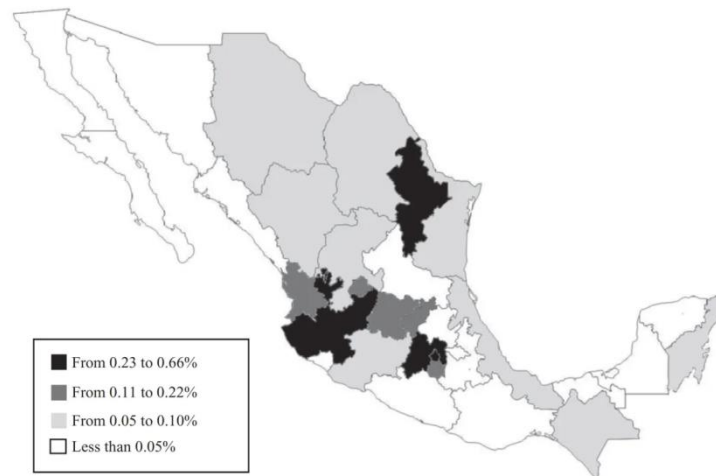 From 0.23 to 0.66%
From 0.11 to 0.22%
From 0.05 to 0.10%
Less than 0.05%